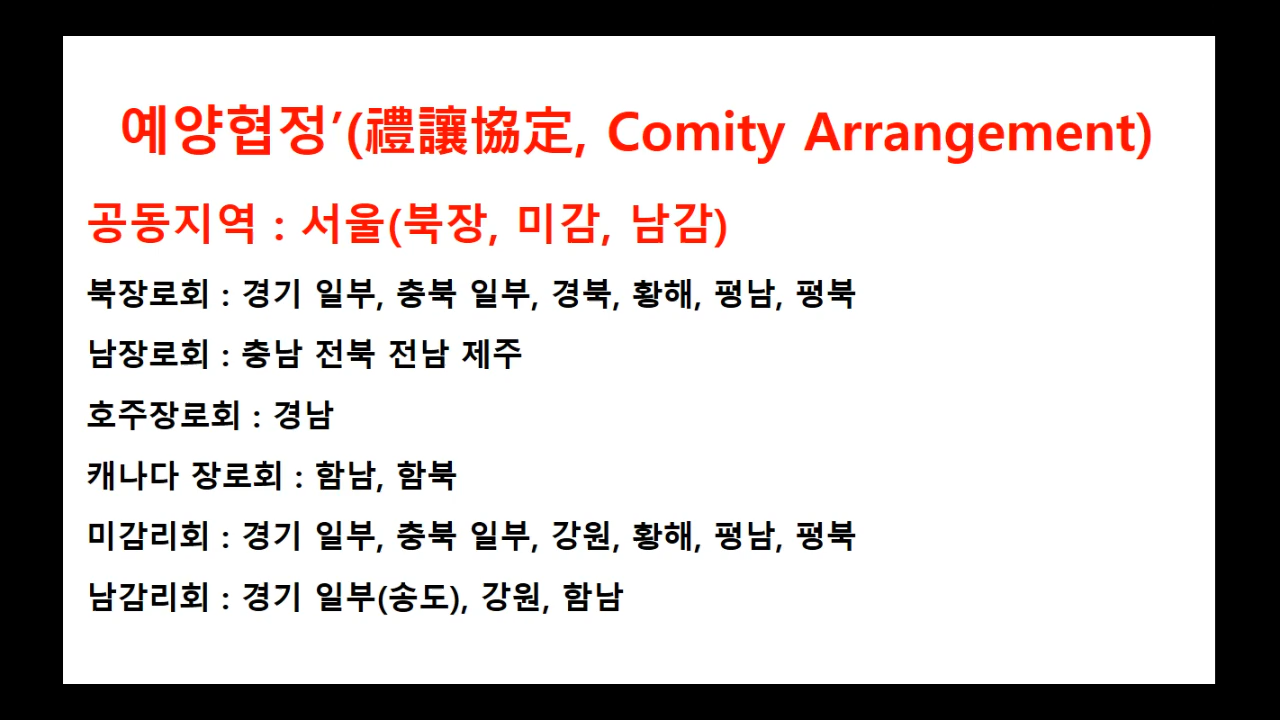 예양협정’(禮讓協定, Comity Arrangement)
공동지역 : 서울(북장, 미감, 남감)
북장로회 : 경기 일부, 충북 일부, 경북, 황해, 평남, 평북
남장로회 : 충남 전북 전남 제주
호주장로회 : 경남
캐나다 장로회 : 함남, 함북
미감리회 : 경기 일부, 충북 일부, 강원, 황해, 평남, 평북
남감리회 : 경기 일부(송도), 강원, 함남